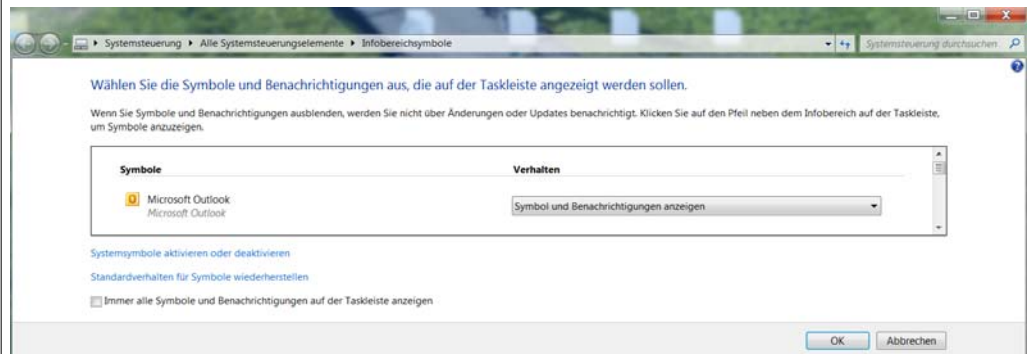 Systemsteuerung ▸ Alle Systemsteuerungselemente ▸ Infobereichsymbole
Systemsteuerung durchsuchen
Wählen Sie die Symbole und Benachrichtigungen aus, die auf der Taskleiste angezeigt werden sollen.
Wenn Sie Symbole und Benachrichtigungen ausblenden, werden Sie nicht über Änderungen oder Updates benachrichtigt. Klicken Sie auf den Pfeil neben dem Infobereich auf der Taskleiste,
um Symbole anzuzeigen.
Symbole Verhalten
Microsoft Outlook
Microsoft Outlook
Symbol und Benachrichtigungen anzeigen
Systemsymbole aktivieren oder deaktivieren
Standardverhalten für Symbole wiederherstellen
Immer alle Symbole und Benachrichtigungen auf der Taskleiste anzeigen
OK Abbrechen